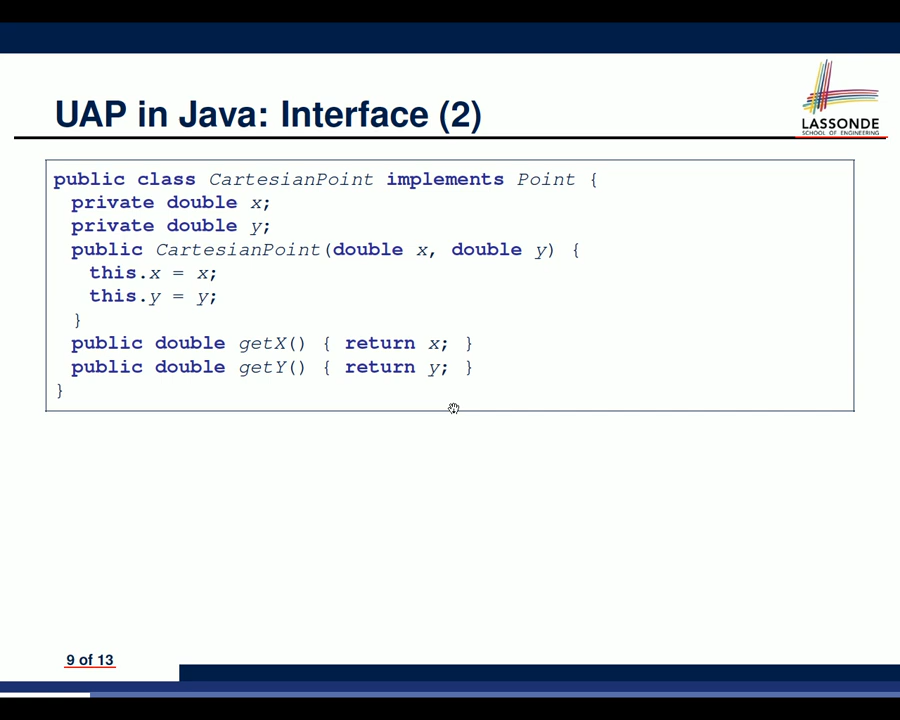 UAP in Java: Interface (2)
LASSONDE
SCHOOL OF ENGINEERING
public class CartesianPoint implements Point {
private double x;
private double y;
public CartesianPoint(double x, double y) {
this.x = x;
this.y = y;
}
public double getX() { return x; }
public double getY() { return y; }
}
9 of 13